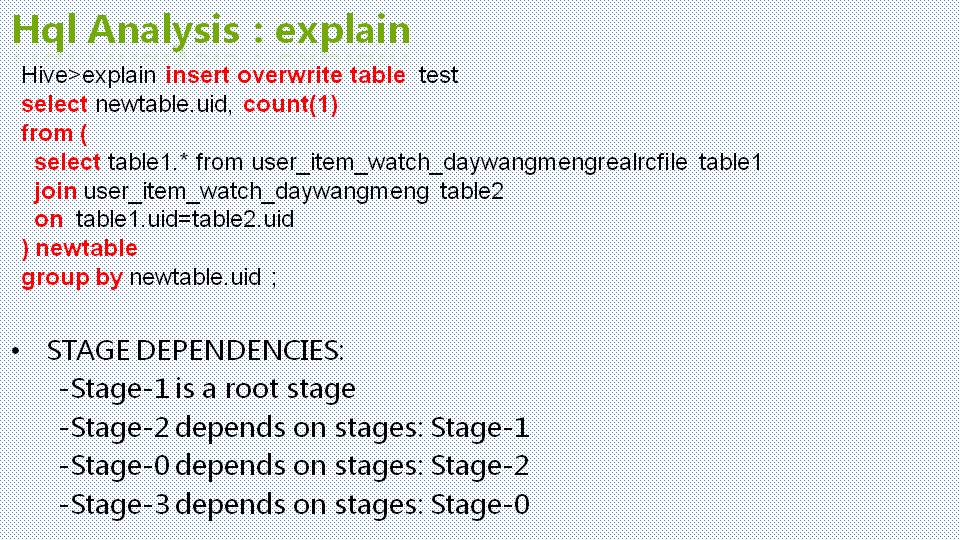 Hql Analysis : explain
Hive>explain insert overwrite table test
select newtable.uid, count(1)
from (
select table1.* from user_item_watch_daywangmengrealrcfile table1
join user_item_watch_daywangmeng table2
on table1.uid=table2.uid
) newtable
group by newtable.uid ;
• STAGE DEPENDENCIES:
-Stage-1 is a root stage
-Stage-2 depends on stages: Stage-1
-Stage-0 depends on stages: Stage-2
-Stage-3 depends on stages: Stage-0